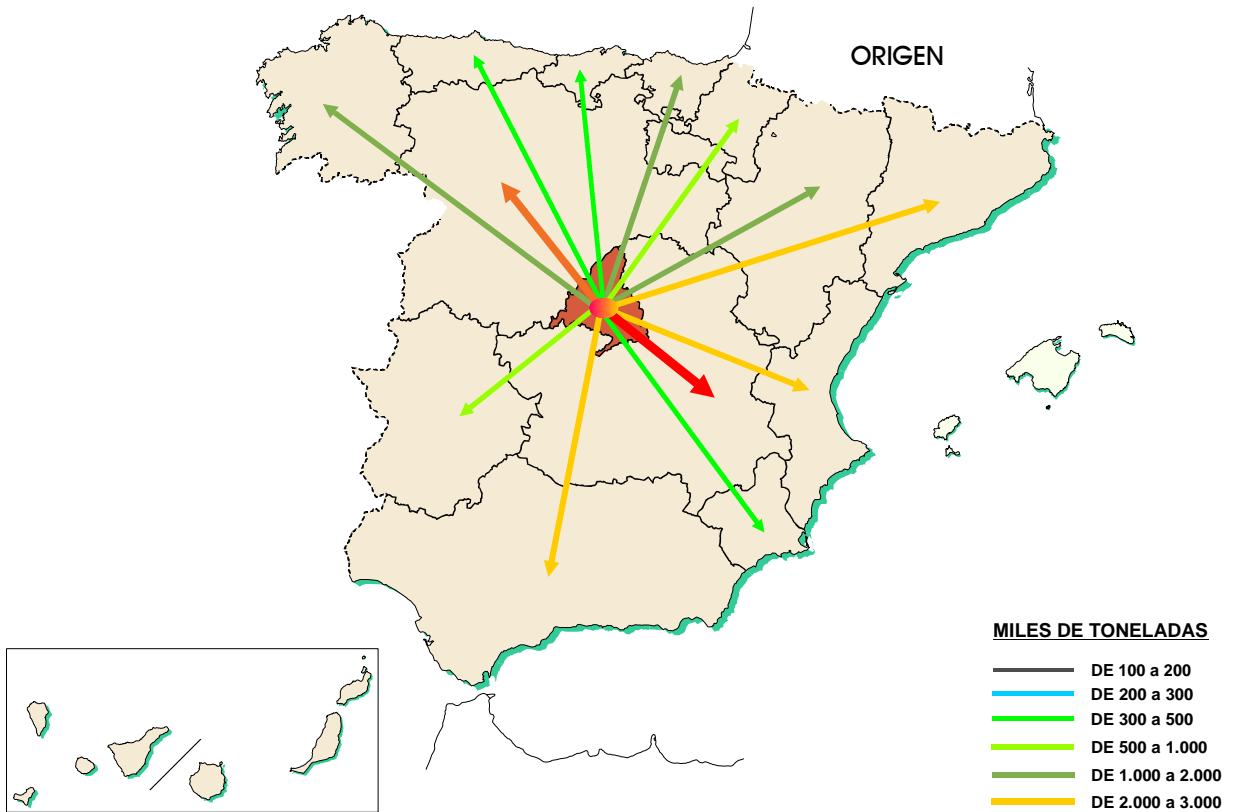 ORIGEN
MILES DE TONELADAS
DE 100 a 200
DE 200 a 300
DE 300 a 500
DE 500 a 1.000
DE 1.000 a 2.000
DE 2.000 a 3.000